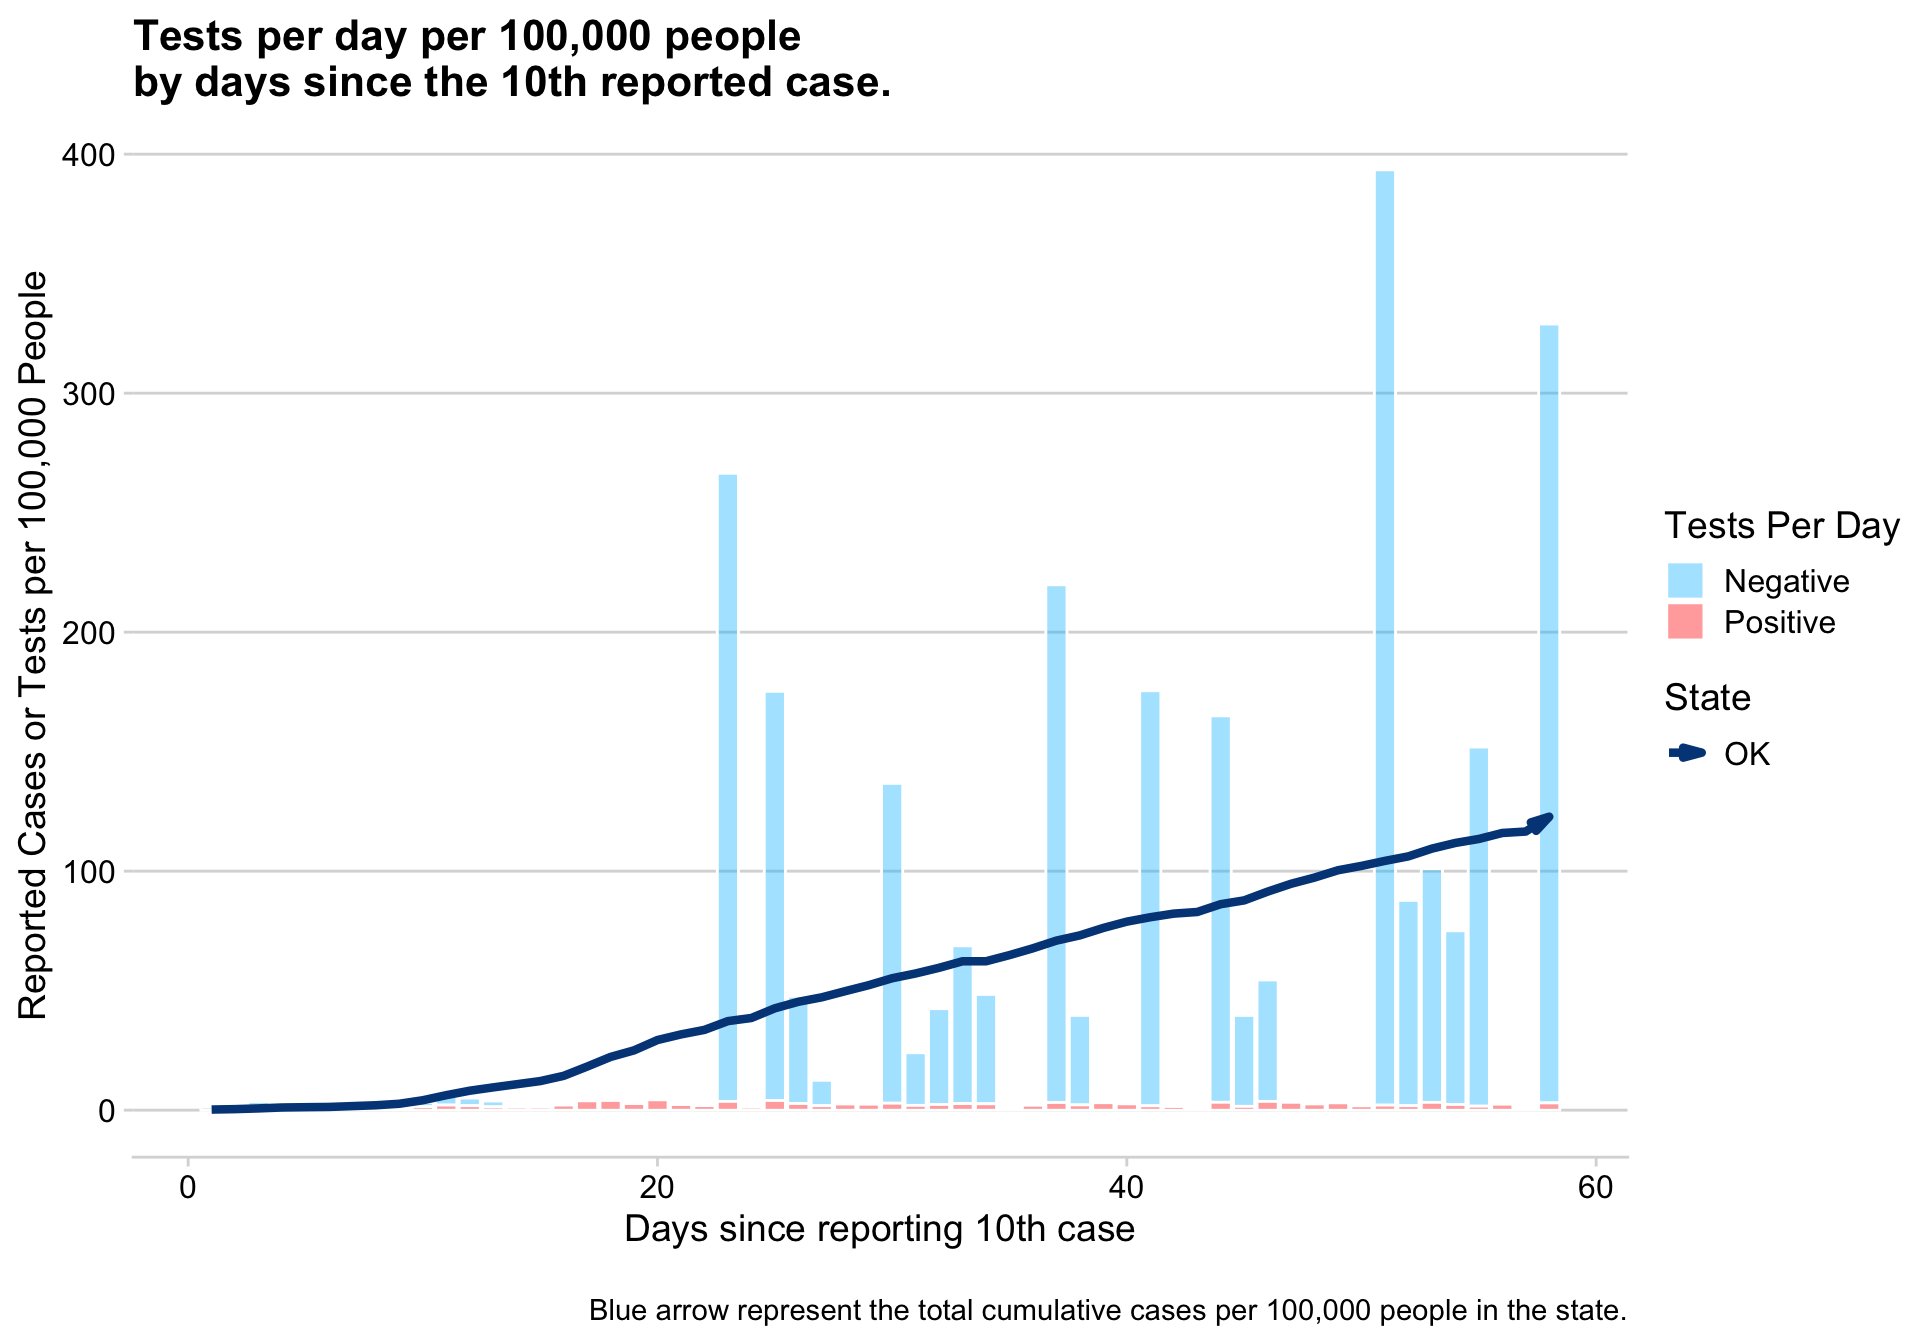 Tests per day per 100,000 people
by days since the 10th reported case.
Reported Cases or Tests per 100,000 People
400
300
200
100
0
0
20
40
60
Days since reporting 10th case
Tests Per Day
Negative
Positive
State
OK
Blue arrow represent the total cumulative cases per 100,000 people in the state.